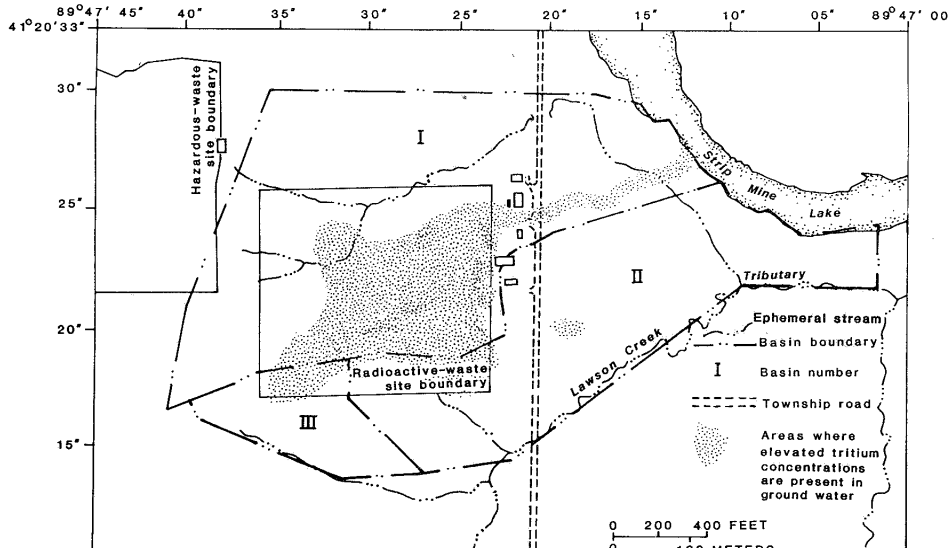 89°47' 45" 40" 35" 30" 25" 20" 15" 10" 05" 89° 47' 00
41°20'33"
30"
25"
20"
15"
Hazardous-waste
site boundary
I
Strip Mine Lake
II
Tributary
Lawson Creek
Radioactive-waste
site boundary
III
Ephemeral stream
Basin boundary
I Basin number
Township road
Areas where
elevated tritium
concentrations
are present in
ground water
0 200 400 FEET